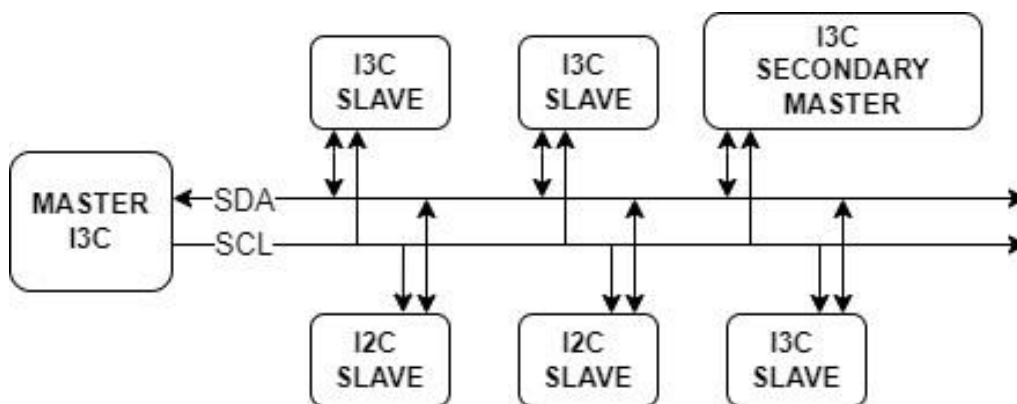 I3C
SLAVE
I3C
SLAVE
I3C
SECONDARY
MASTER
MASTER
I3C
SDA
SCL
I2C
SLAVE
I2C
SLAVE
I3C
SLAVE